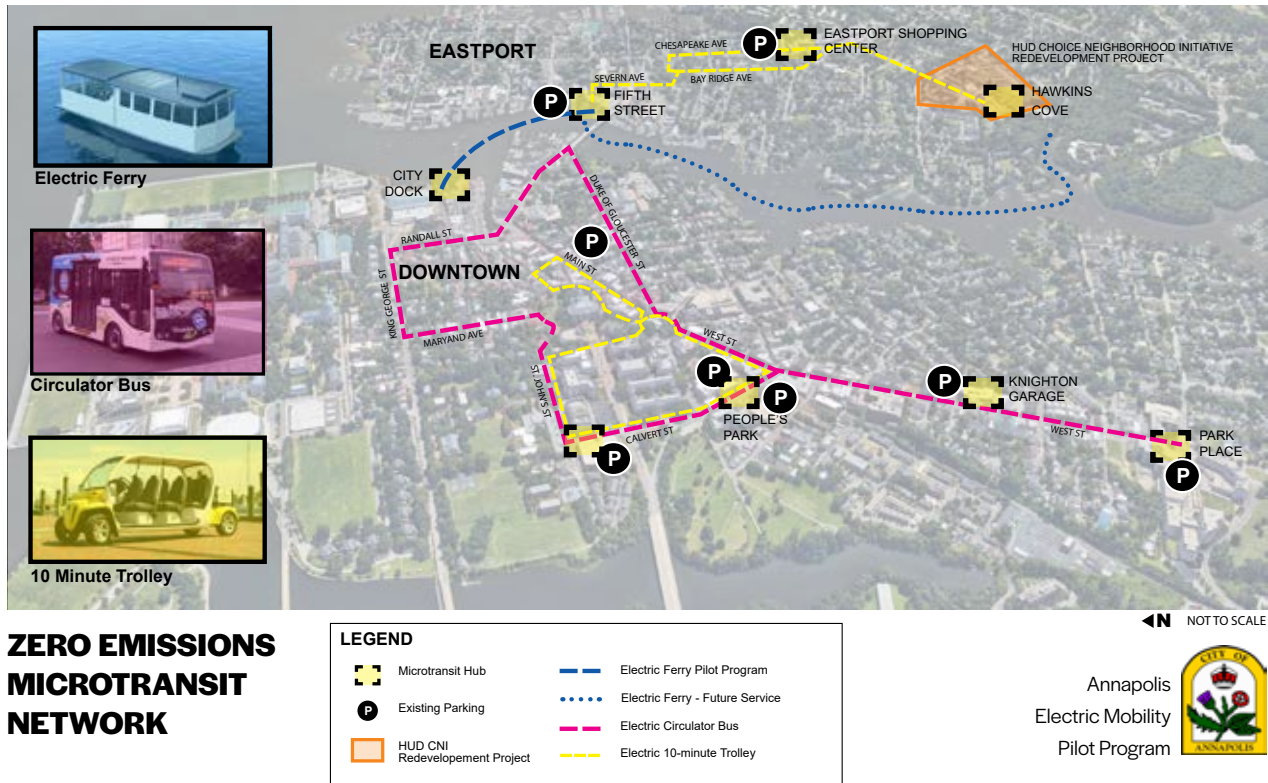 EASTPORT
CHESAPEAKE AVE
P
EASTPORT SHOPPING
CENTER
HUD CHOICE NEIGHBORHOOD INITIATIVE
REDEVELOPMENT PROJECT
SEVERN AVE
BAY RIDGE AVE
P
FIFTH
STREET
HAWKINS
COVE
Electric Ferry
CITY
DOCK
DUKE OF GLOUCESTER ST
RANDALL ST
P
MAIN ST
DOWNTOWN
KING GEORGE ST
MARYAND AVE
WEST ST
Circulator Bus
ST. JOHN'S ST
P
P
PEOPLE'S
PARK
P
KNIGHTON
GARAGE
CALVERT ST
P
WEST ST
PARK
PLACE
P
10 Minute Trolley
N NOT TO SCALE
ZERO EMISSIONS
MICROTRANSIT
NETWORK
LEGEND
Microtransit Hub
P
Existing Parking
HUD CNI
Redevelopement Project
Electric Ferry Pilot Program
Electric Ferry - Future Service
Electric Circulator Bus
Electric 10-minute Trolley
Annapolis
Electric Mobility
Pilot Program
CITY OF
ANNAPOLIS